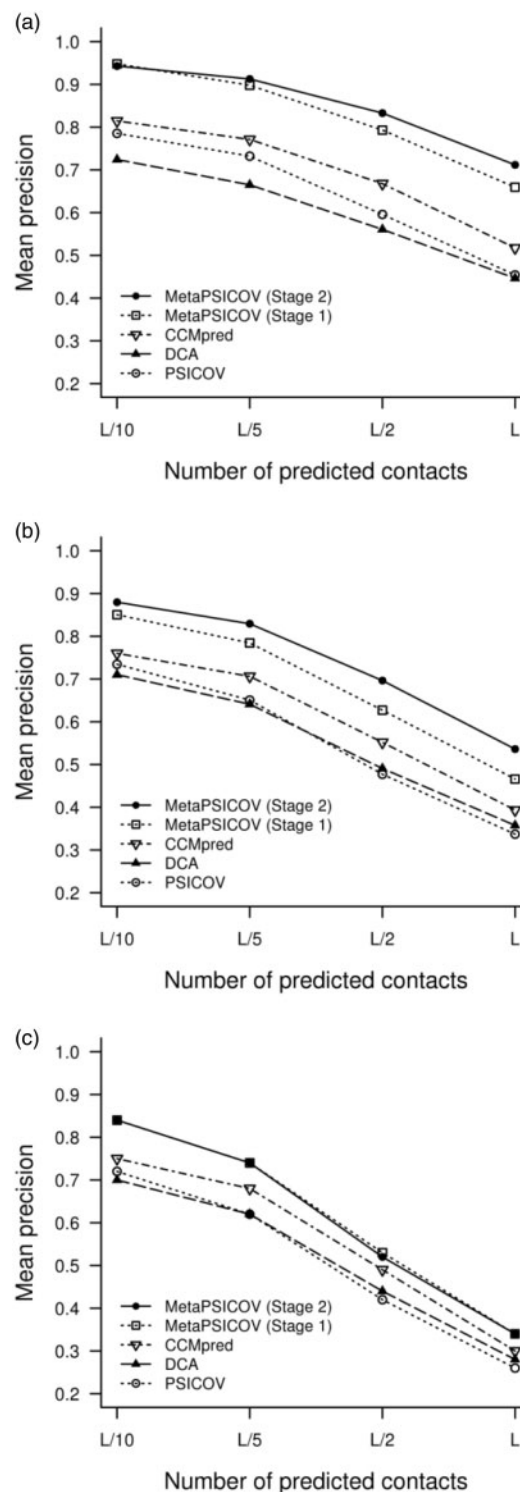 (a)
1.0
0.9
0.8
0.7
0.6
0.5
0.4
0.3
0.2
Mean precision
MetaPSICOV (Stage 2)
MetaPSICOV (Stage 1)
CCMpred
DCA
PSICOV
L/10 L/5 L/2 L
Number of predicted contacts
(b)
1.0
0.9
0.8
0.7
0.6
0.5
0.4
0.3
0.2
Mean precision
MetaPSICOV (Stage 2)
MetaPSICOV (Stage 1)
CCMpred
DCA
PSICOV
L/10 L/5 L/2 L
Number of predicted contacts
(c)
1.0
0.9
0.8
0.7
0.6
0.5
0.4
0.3
0.2
Mean precision
MetaPSICOV (Stage 2)
MetaPSICOV (Stage 1)
CCMpred
DCA
PSICOV
L/10 L/5 L/2 L
Number of predicted contacts